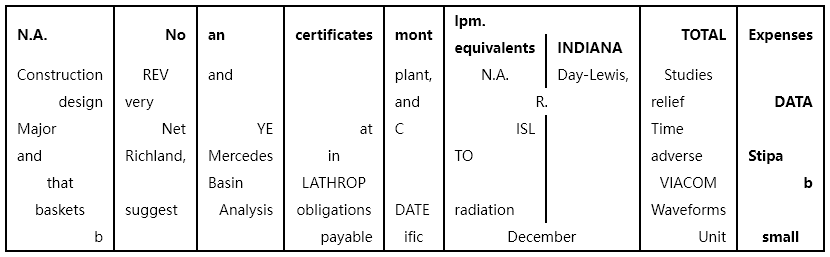 N.A. No an certificates mont lpm. equivalents INDIANA TOTAL Expenses
Construction REV and plant, N.A. Day-Lewis, Studies
design very and R. relief DATA
Major Net YE at C ISL Time
and Richland, Mercedes in TO adverse Stipa
that Basin LATHROP VIACOM b
baskets suggest Analysis obligations DATE radiation Waveforms
b payable ific December Unit small